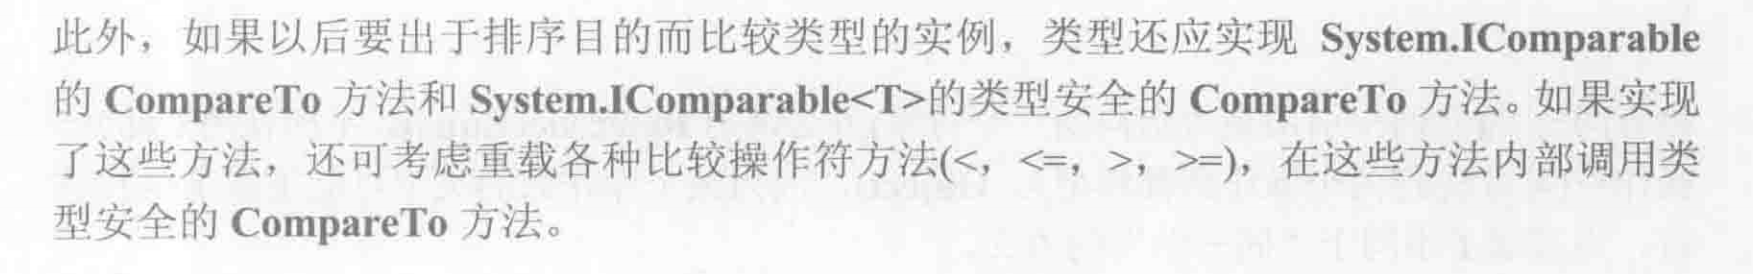 此外，如果以后要出于排序目的而比较类型的实例，类型还应实现 System.IComparable
的 CompareTo 方法和 System.IComparable<T>的类型安全的 CompareTo 方法。如果实现
了这些方法，还可考虑重载各种比较操作符方法(<，<=，>，>=)，在这些方法内部调用类
型安全的 CompareTo 方法。